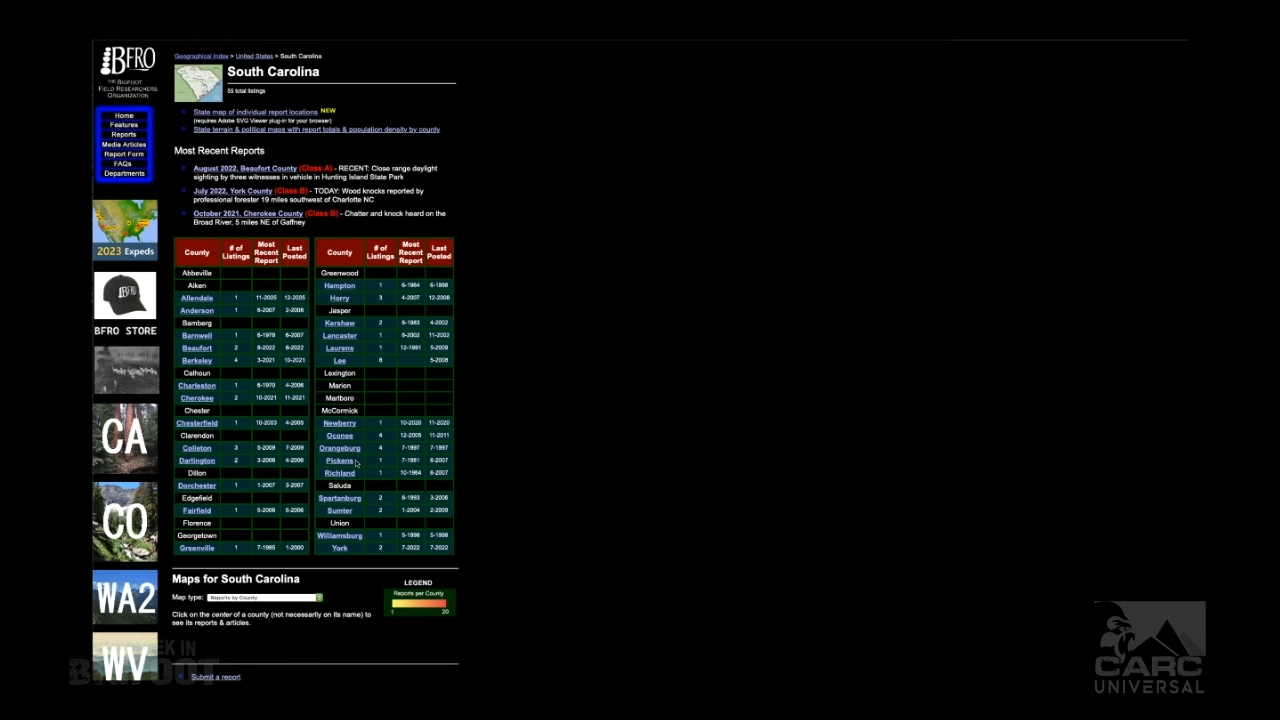 BFRO
THE BIGFOOT
FIELD RESEARCHERS
ORGANIZATION
Home
Features
Reports
Media Articles
Report Form
FAQs
Departments
2023 Expeds
BFRO
BFRO STORE
CA
CO
WA2
WV
Geographical Index > United States > South Carolina
South Carolina
55 total listings
State map of individual report locations NEW
(requires Adobe SVG Viewer plug-in for your browser)
State terrain & political maps with report totals & population density by county
Most Recent Reports
August 2022, Beaufort County (Class A) - RECENT: Close range daylight
sighting by three witnesses in vehicle in Hunting Island State Park
July 2022, York County (Class B) - TODAY: Wood knocks reported by
professional forester 19 miles southwest of Charlotte NC
October 2021, Cherokee County (Class B) - Chatter and knock heard on the
Broad River, 5 miles NE of Gaffney
County # of Listings Most Recent Report Last Posted
Abbeville
Aiken
Allendale 1 11-2005 12-2005
Anderson 1 6-2007 2-2008
Bamberg
Barnwell 1 6-1978 6-2007
Beaufort 2 8-2022 8-2022
Berkeley 4 3-2021 10-2021
Calhoun
Charleston 1 6-1970 4-2006
Cherokee 2 10-2021 11-2021
Chester
Chesterfield 1 10-2003 4-2005
Clarendon
Colleton 3 5-2009 7-2009
Darlington 2 3-2006 4-2006
Dillon
Dorchester 1 1-2007 3-2007
Edgefield
Fairfield 1 5-2006 5-2006
Florence
Georgetown
Greenville 1 7-1985 1-2000
County # of Listings Most Recent Report Last Posted
Greenwood
Hampton 1 6-1964 6-1998
Horry 3 4-2007 12-2008
Jasper
Kershaw 2 8-1983 4-2002
Lancaster 1 8-2002 11-2002
Laurens 1 12-1991 5-2009
Lee 8 5-2008
Lexington
Marion
Marlboro
McCormick
Newberry 1 10-2020 11-2020
Oconee 4 12-2005 11-2011
Orangeburg 4 7-1997 7-1997
Pickens 1 7-1981 6-2007
Richland 1 10-1964 6-2007
Saluda
Spartanburg 2 8-1993 3-2006
Sumter 2 1-2004 2-2009
Union
Williamsburg 1 5-1998 5-1998
York 2 7-2022 7-2022
Maps for South Carolina
Map type: Reports by County
Click on the center of a county (not necessarily on its name) to
see its reports & articles.
LEGEND
Reports per County
1 20
Submit a report
EK IN
BIGFOOT
CARC
UNIVERSAL